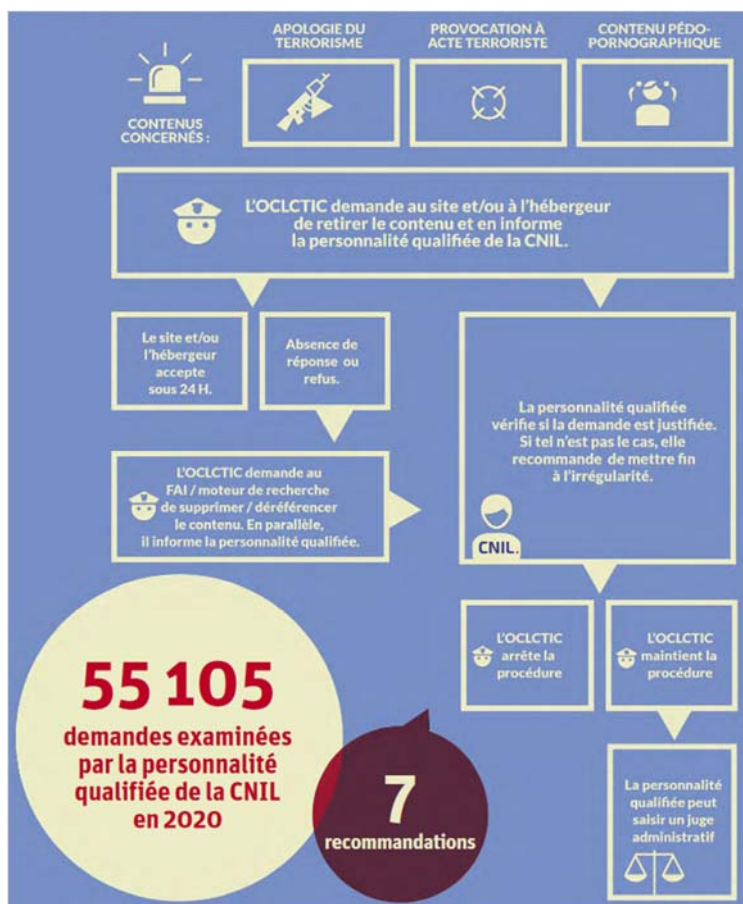 APOLOGIE DU
TERRORISME
PROVOCATION À
ACTE TERRORISTE
CONTENU PÉDO-
PORNOGRAPHIQUE
CONTENUS
CONCERNÉS :
L'OCLCTIC demande au site et/ou à l'hébergeur
de retirer le contenu et en informe
la personnalité qualifiée de la CNIL.
Le site et/ou
l'hébergeur
accepte
sous 24 H.
Absence de
réponse ou
refus.
La personnalité qualifiée
vérifie si la demande est justifiée.
Si tel n'est pas le cas, elle
recommande de mettre fin
à l'irrégularité.
CNIL.
L'OCLCTIC demande au
FAI / moteur de recherche
de supprimer / déréférencer
le contenu. En parallèle,
il informe la personnalité qualifiée.
L'OCLCTIC
arrête la
procédure
L'OCLCTIC
maintient la
procédure
La personnalité
qualifiée peut
saisir un juge
administratif
55 105
demandes examinées
par la personnalité
qualifiée de la CNIL
en 2020
7
recommandations